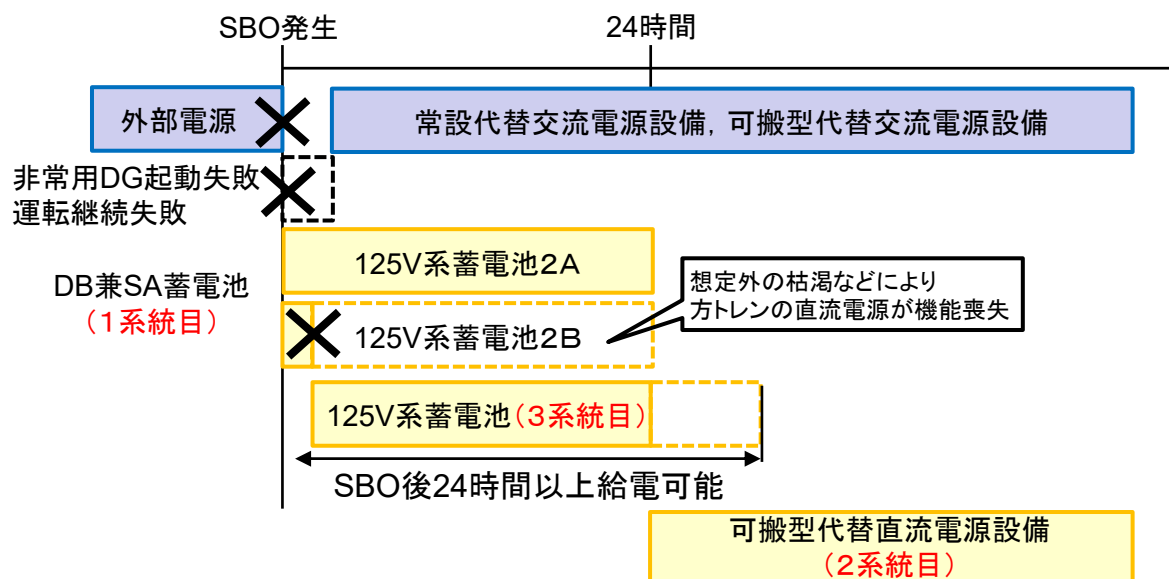 SBO発生
24時間
外部電源
常設代替交流電源設備，可搬型代替交流電源設備
非常用DG起動失敗
運転継続失敗
125V系蓄電池2A
DB兼SA蓄電池
（1系統目）
想定外の枯渇などにより
方トレンの直流電源が機能喪失
125V系蓄電池2B
125V系蓄電池（3系統目）
SBO後24時間以上給電可能
可搬型代替直流電源設備
（2系統目）